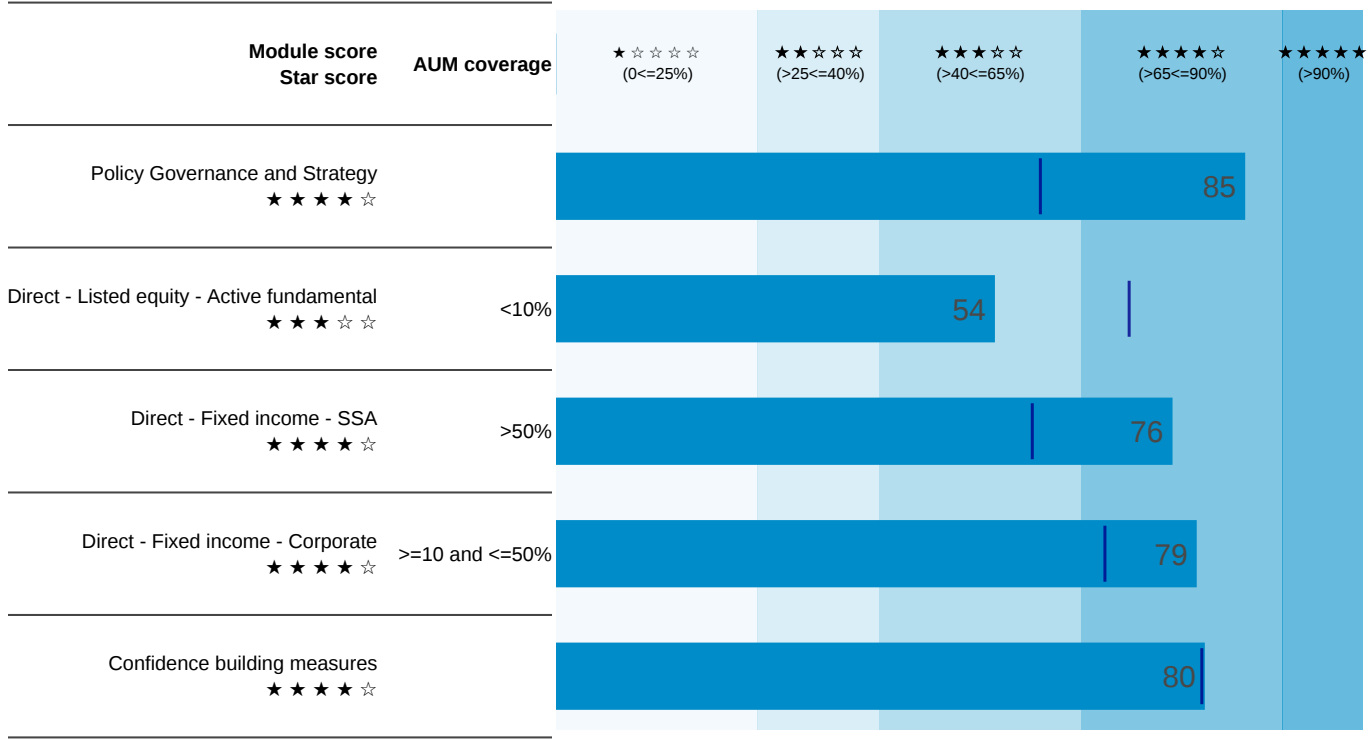 Module score
Star score
AUM coverage
★☆☆☆☆
(0<=25%)
★★☆☆☆
(>25<=40%)
★★★☆☆
(>40<=65%)
★★★★☆
(>65<=90%)
★★★★★
(>90%)
Policy Governance and Strategy
★★★★☆
85
Direct - Listed equity - Active fundamental
★★★☆☆
<10%
54
Direct - Fixed income - SSA
★★★★☆
>50%
76
Direct - Fixed income - Corporate
★★★★☆
>=10 and <=50%
79
Confidence building measures
★★★★☆
80